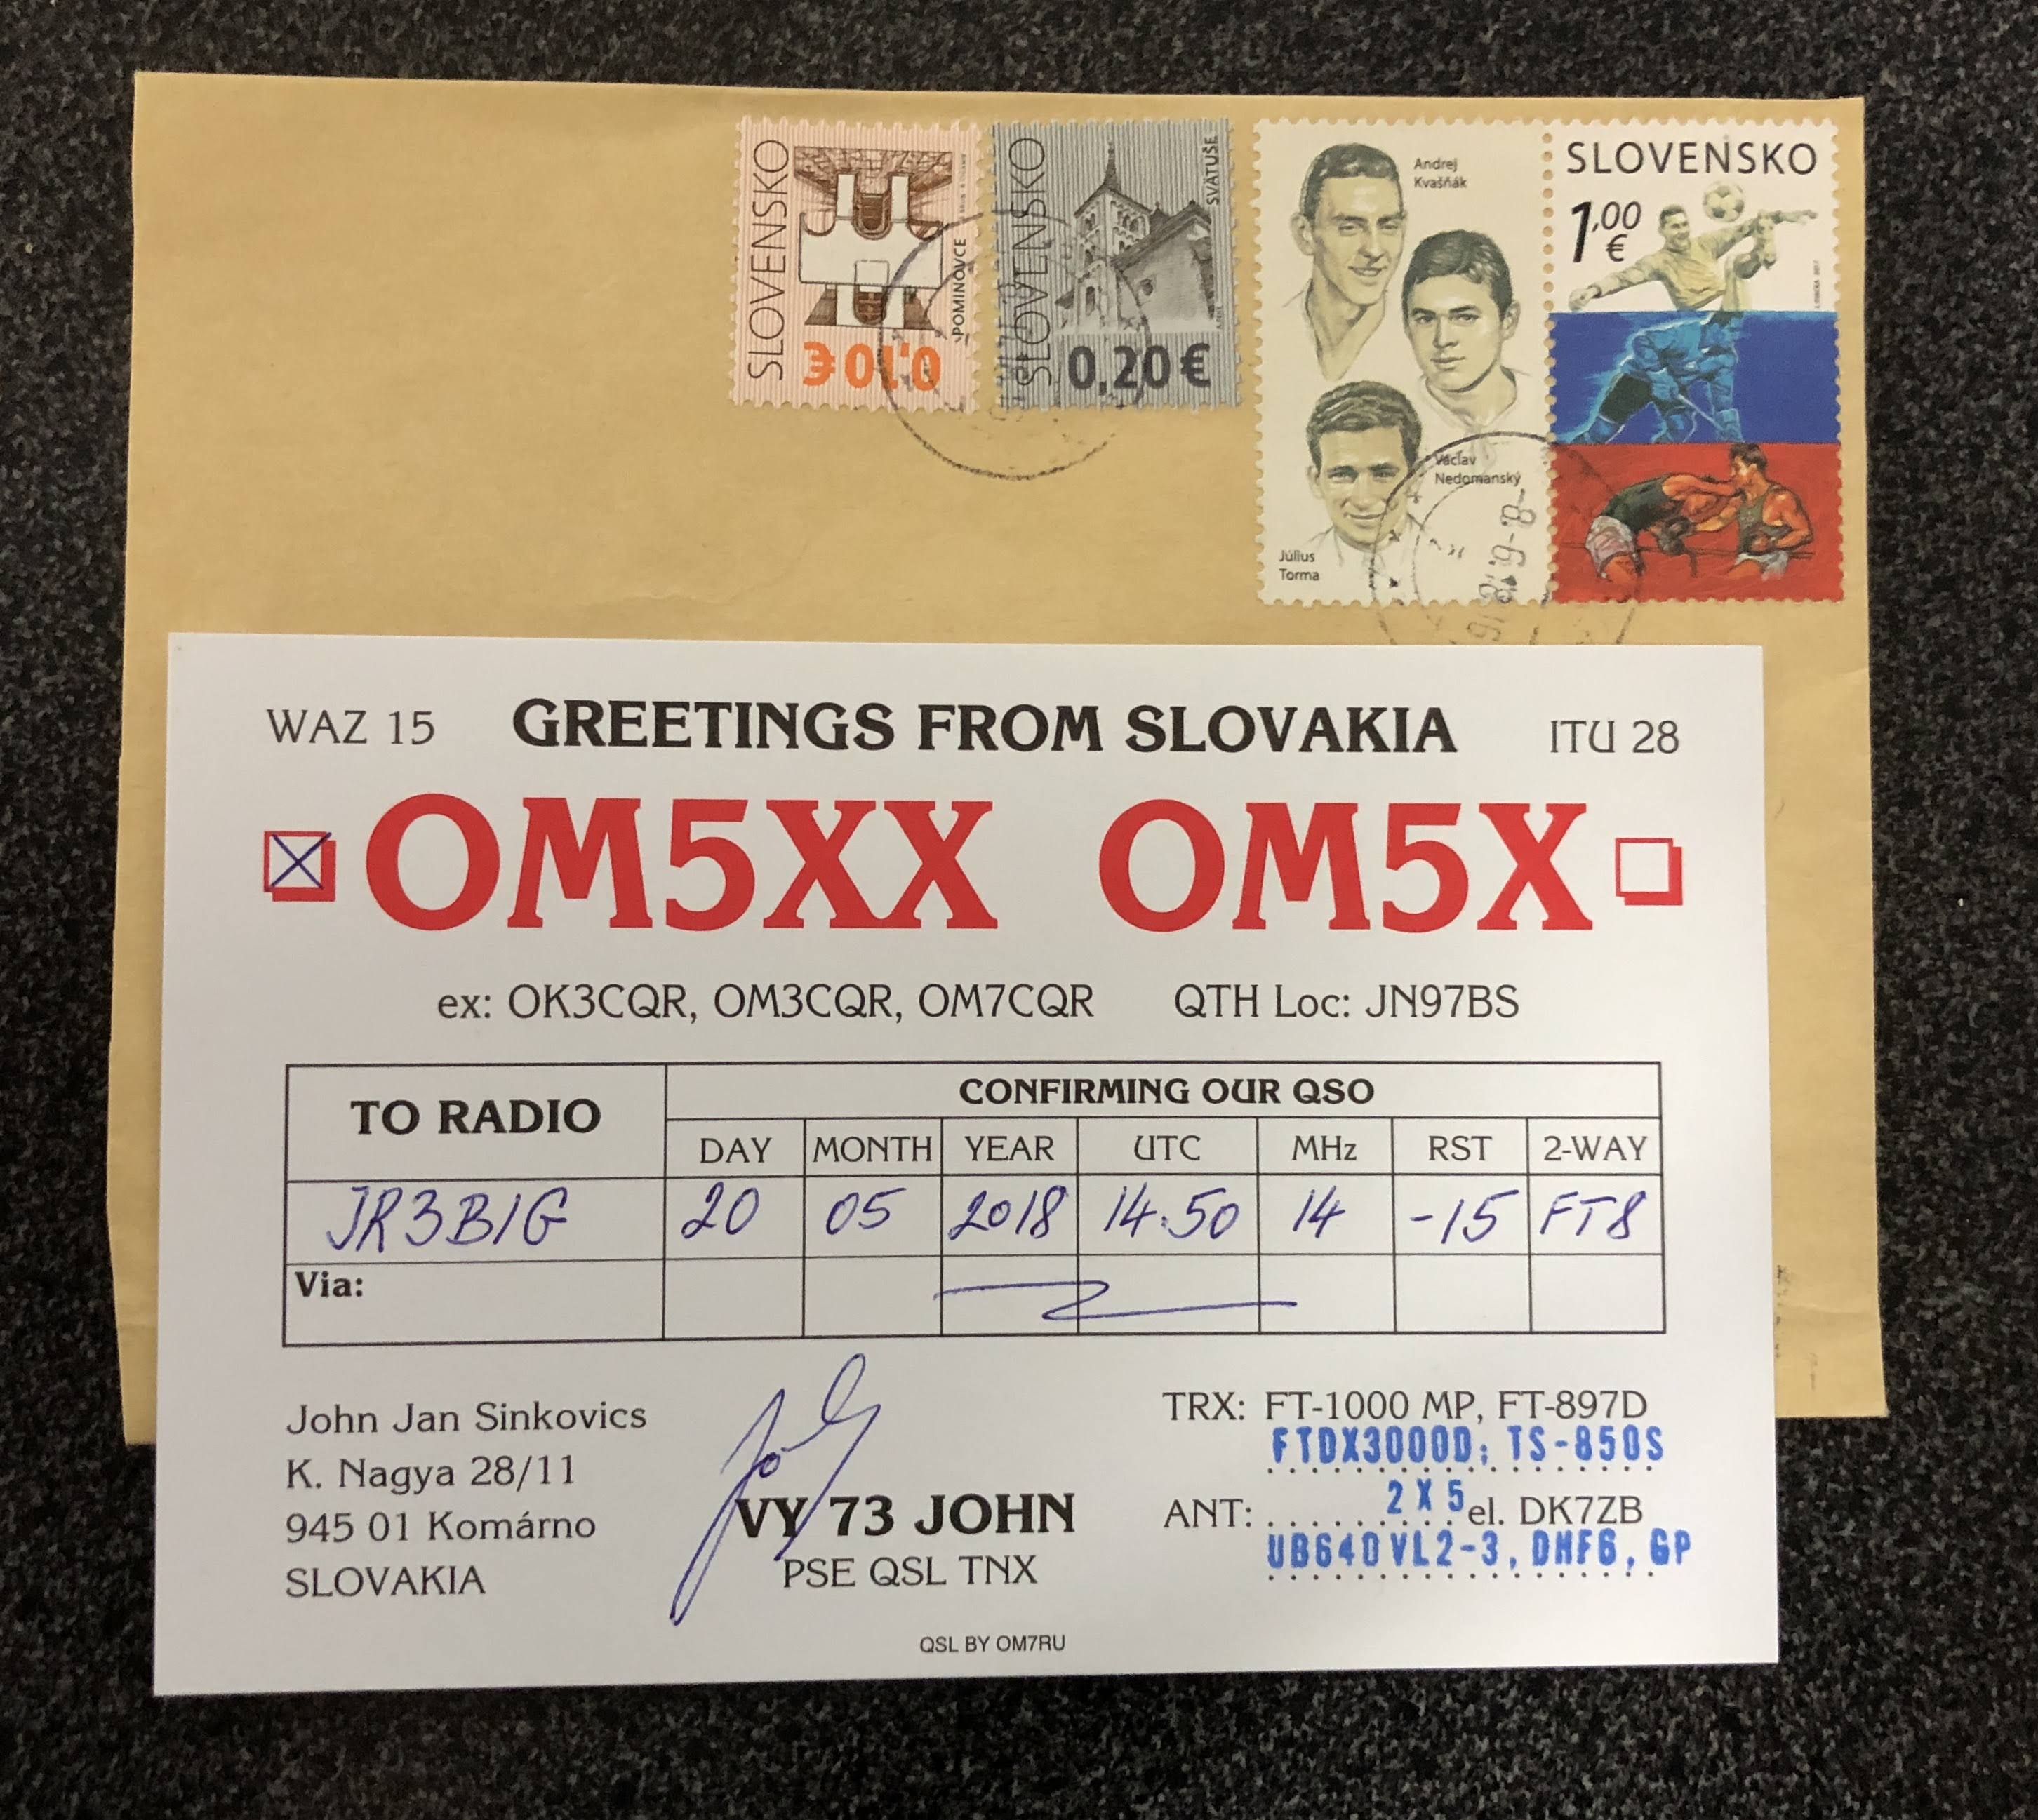 SLOVENSKO
POMINOVCE
0,10 €
SLOVENSKO
SVÄTUŠE
0,20 €
Andrej
Kvašňák
Václav
Nedomanský
Július
Torma
SLOVENSKO
1,00
€
-8.-6.18
WAZ 15 GREETINGS FROM SLOVAKIA ITU 28
OM5XX OM5X
ex: OK3CQR, OM3CQR, OM7CQR QTH Loc: JN97BS
TO RADIO CONFIRMING OUR QSO
DAY MONTH YEAR UTC MHz RST 2-WAY
JR3BIG 20 05 2018 14.50 14 -15 FT8
Via:
John Jan Sinkovics
K. Nagya 28/11
945 01 Komárno
SLOVAKIA
VY 73 JOHN
PSE QSL TNX
TRX: FT-1000 MP, FT-897D
FTDX3000D; TS-850S
ANT: 2 X 5 el. DK7ZB
UB640VL2-3, DHF6, GP
QSL BY OM7RU